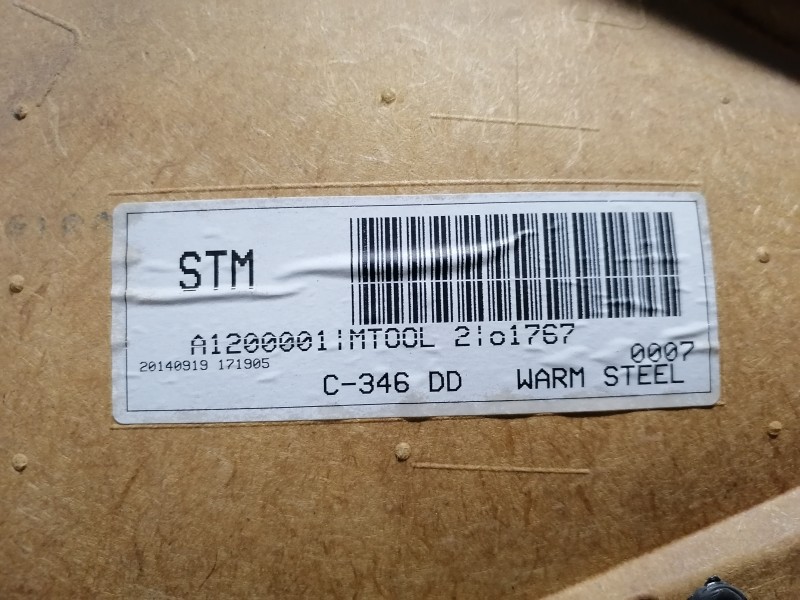 STM
A1200001|MTOOL 2|o1767
20140919 171905
0007
C-346 DD WARM STEEL